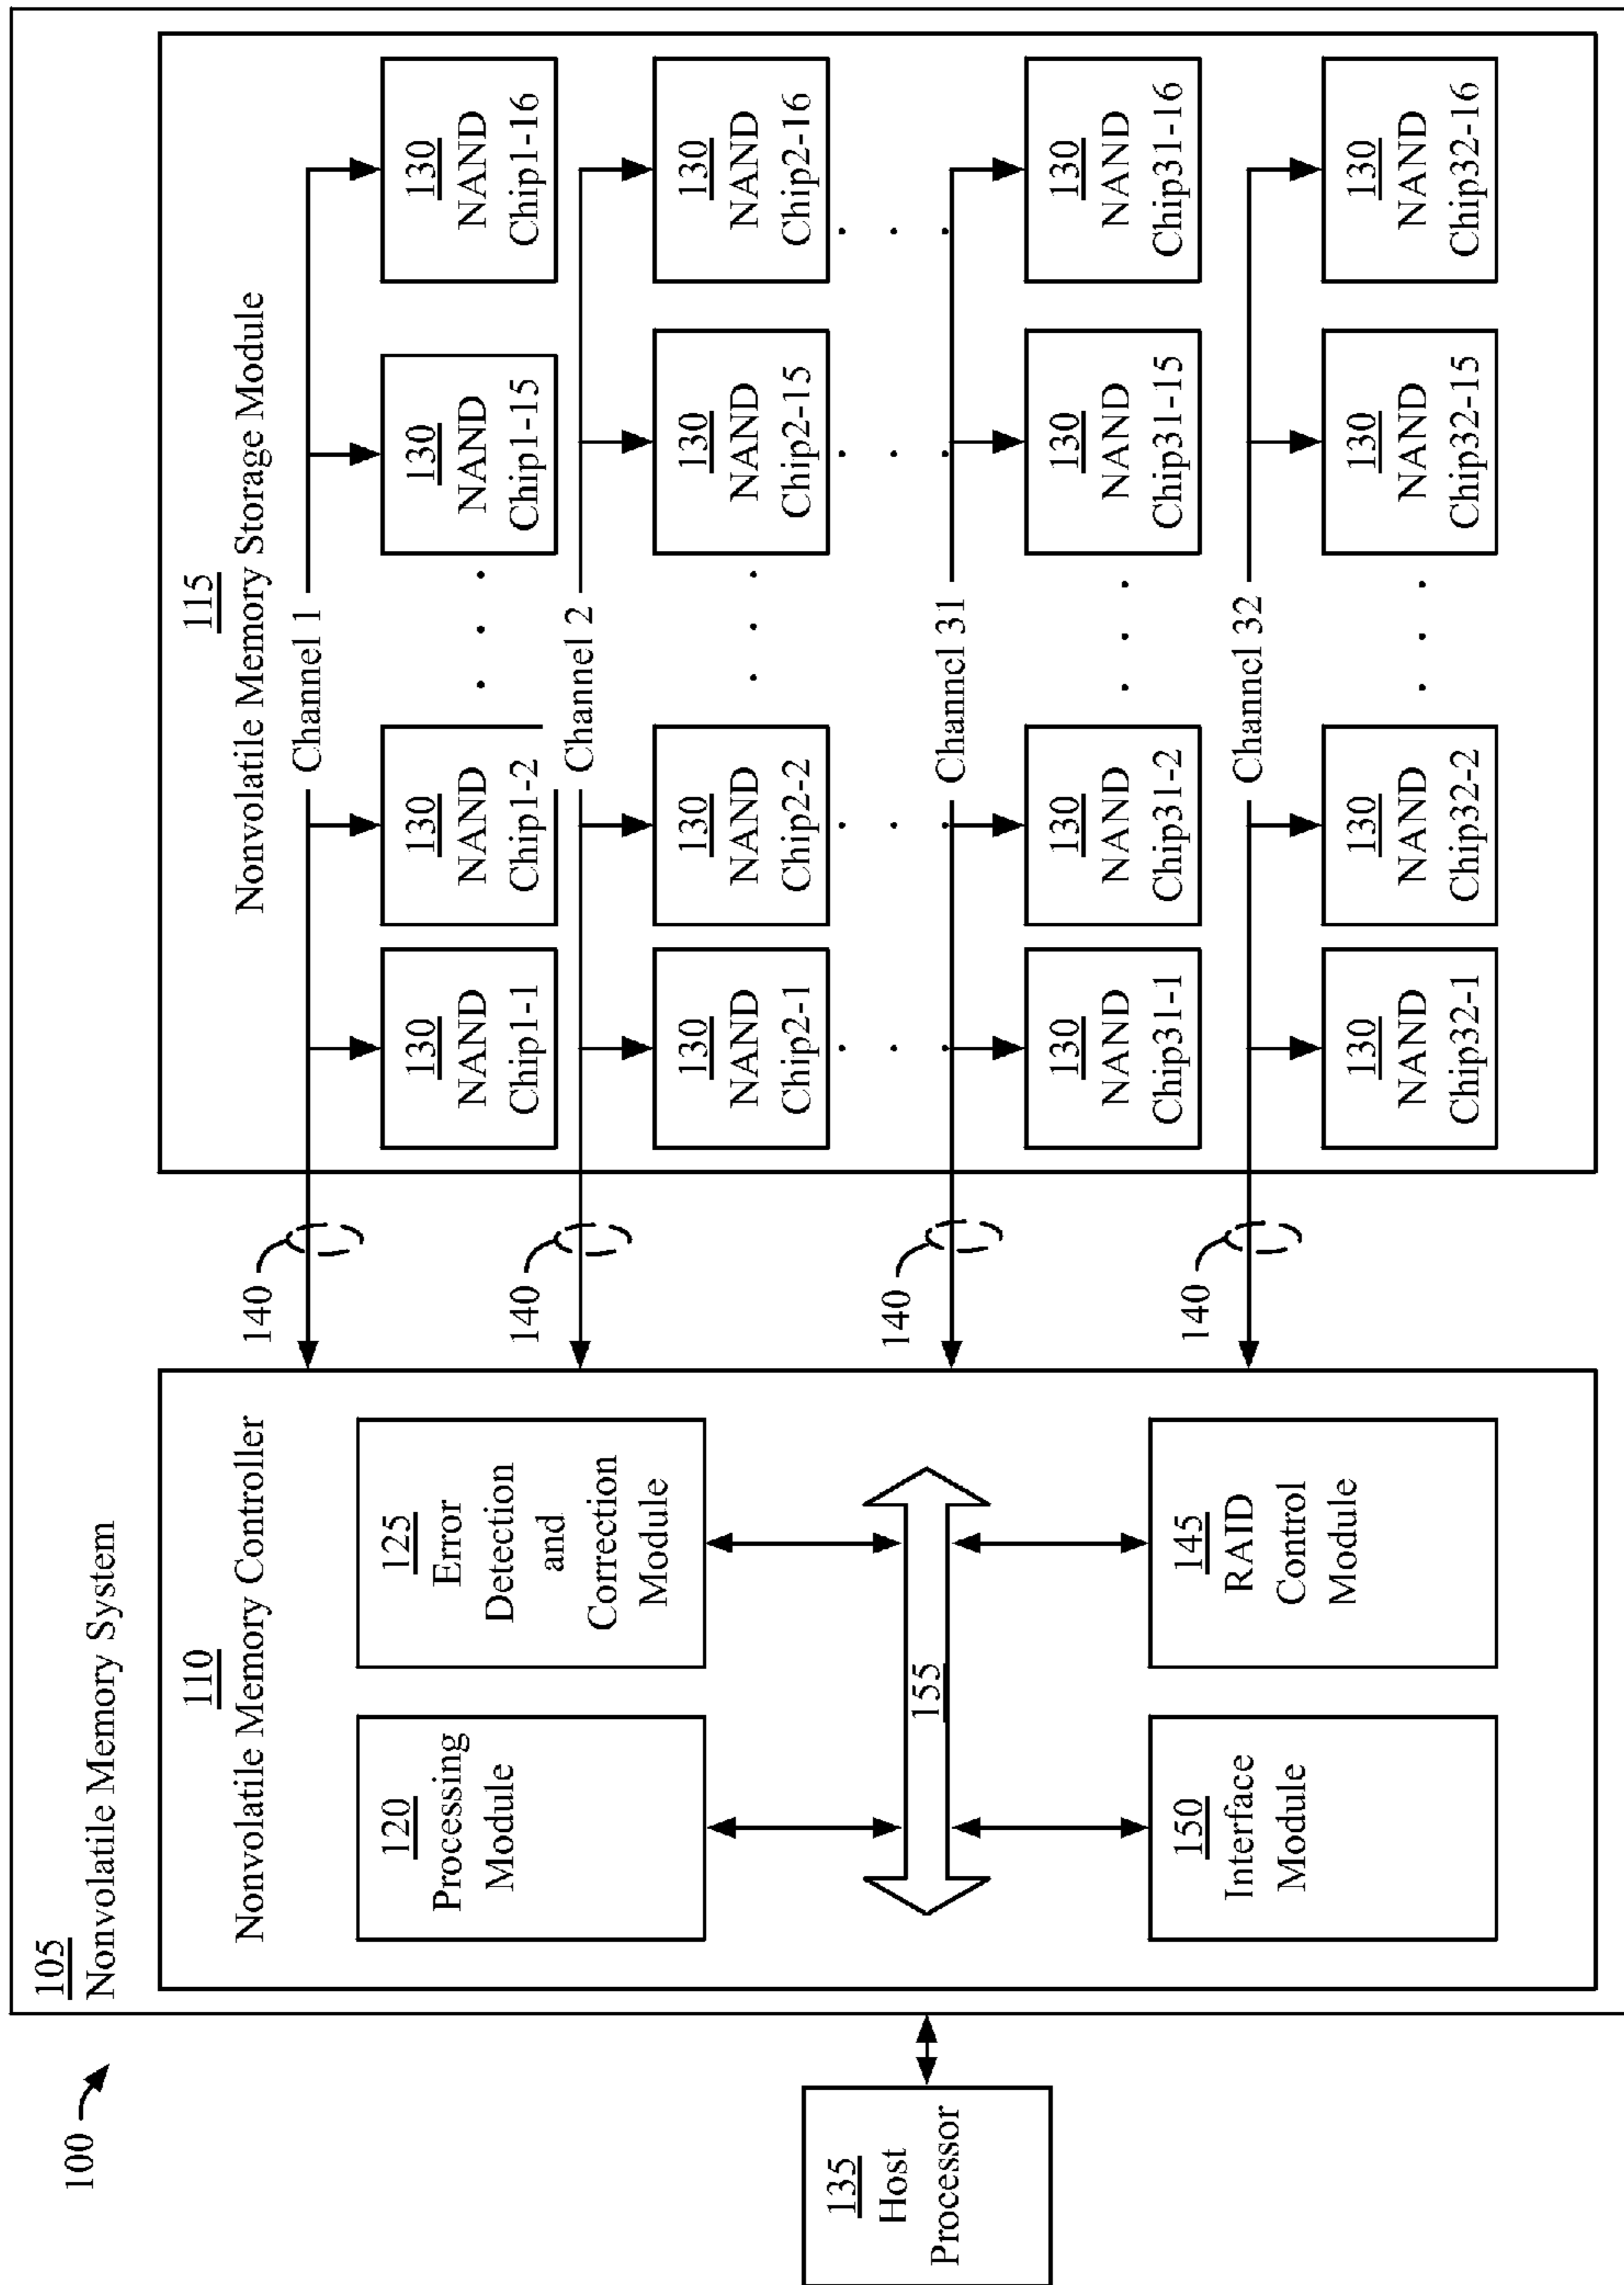 100
105
Nonvolatile Memory System
135
Host
Processor
110
Nonvolatile Memory Controller
120
Processing
Module
125
Error
Detection
and
Correction
Module
155
150
Interface
Module
145
RAID
Control
Module
140
140
140
140
115
Nonvolatile Memory Storage Module
Channel 1
130
NAND
Chip1-1
130
NAND
Chip1-2
. . .
130
NAND
Chip1-15
130
NAND
Chip1-16
Channel 2
130
NAND
Chip2-1
130
NAND
Chip2-2
. . .
130
NAND
Chip2-15
130
NAND
Chip2-16
. . .
. . .
. . .
. . .
Channel 31
130
NAND
Chip31-1
130
NAND
Chip31-2
. . .
130
NAND
Chip31-15
130
NAND
Chip31-16
Channel 32
130
NAND
Chip32-1
130
NAND
Chip32-2
. . .
130
NAND
Chip32-15
130
NAND
Chip32-16